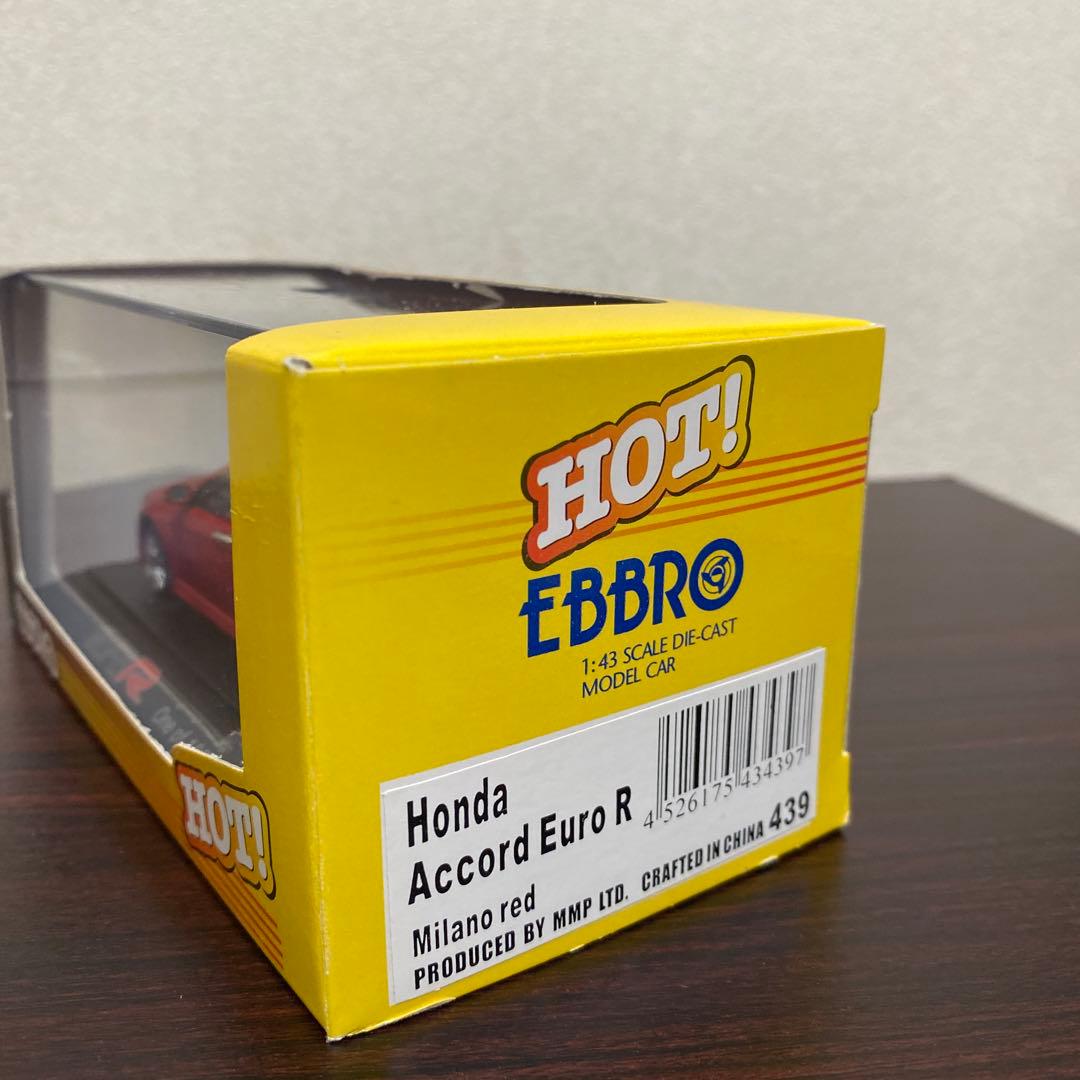 HOT!
EBBRO
1:43 SCALE DIE-CAST
MODEL CAR
Honda
Accord Euro R
4 526175 434397
Milano red
PRODUCED BY MMP LTD. CRAFTED IN CHINA 439
HOT!
R